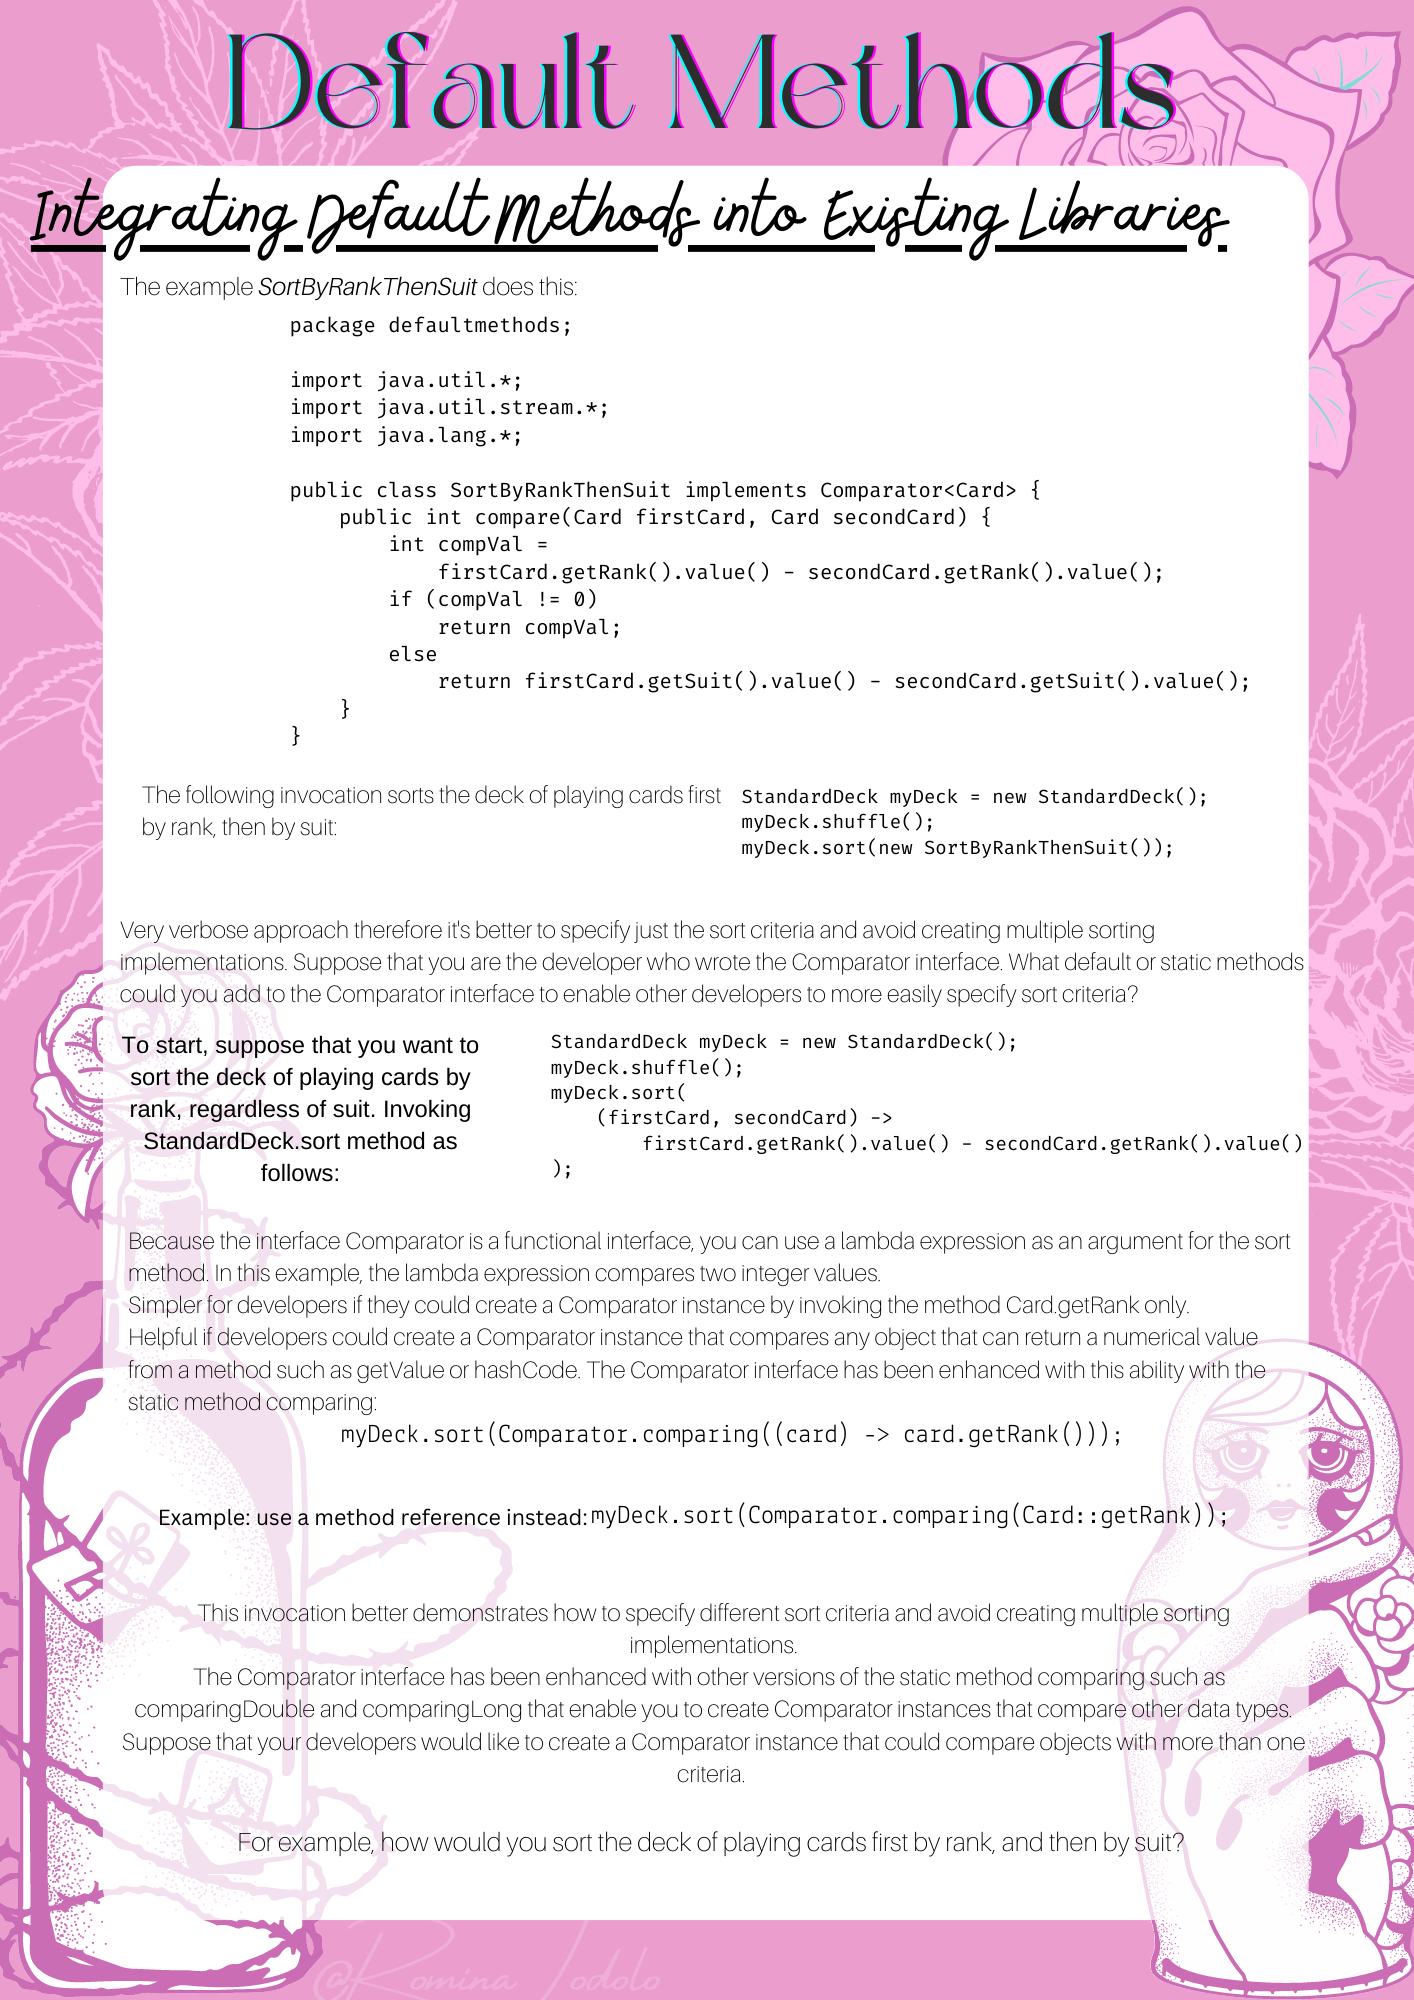 Default Methods
Integrating Default Methods into Existing Libraries
The example SortByRankThenSuit does this:
package defaultmethods;
import java.util.*;
import java.util.stream.*;
import java.lang.*;
public class SortByRankThenSuit implements Comparator<Card> {
    public int compare(Card firstCard, Card secondCard) {
        int compVal =
            firstCard.getRank().value() - secondCard.getRank().value();
        if (compVal != 0)
            return compVal;
        else
            return firstCard.getSuit().value() - secondCard.getSuit().value();
    }
}
The following invocation sorts the deck of playing cards first
by rank, then by suit:
StandardDeck myDeck = new StandardDeck();
myDeck.shuffle();
myDeck.sort(new SortByRankThenSuit());
Very verbose approach therefore it's better to specify just the sort criteria and avoid creating multiple sorting
implementations. Suppose that you are the developer who wrote the Comparator interface. What default or static methods
could you add to the Comparator interface to enable other developers to more easily specify sort criteria?
To start, suppose that you want to
sort the deck of playing cards by
rank, regardless of suit. Invoking
StandardDeck.sort method as
follows:
StandardDeck myDeck = new StandardDeck();
myDeck.shuffle();
myDeck.sort(
    (firstCard, secondCard) ->
        firstCard.getRank().value() - secondCard.getRank().value()
);
Because the interface Comparator is a functional interface, you can use a lambda expression as an argument for the sort
method. In this example, the lambda expression compares two integer values.
Simpler for developers if they could create a Comparator instance by invoking the method Card.getRank only.
Helpful if developers could create a Comparator instance that compares any object that can return a numerical value
from a method such as getValue or hashCode. The Comparator interface has been enhanced with this ability with the
static method comparing:
myDeck.sort(Comparator.comparing((card) -> card.getRank()));
Example: use a method reference instead: myDeck.sort(Comparator.comparing(Card::getRank));
This invocation better demonstrates how to specify different sort criteria and avoid creating multiple sorting
implementations.
The Comparator interface has been enhanced with other versions of the static method comparing such as
comparingDouble and comparingLong that enable you to create Comparator instances that compare other data types.
Suppose that your developers would like to create a Comparator instance that could compare objects with more than one
criteria.
For example, how would you sort the deck of playing cards first by rank, and then by suit?
@Romina Iodolo